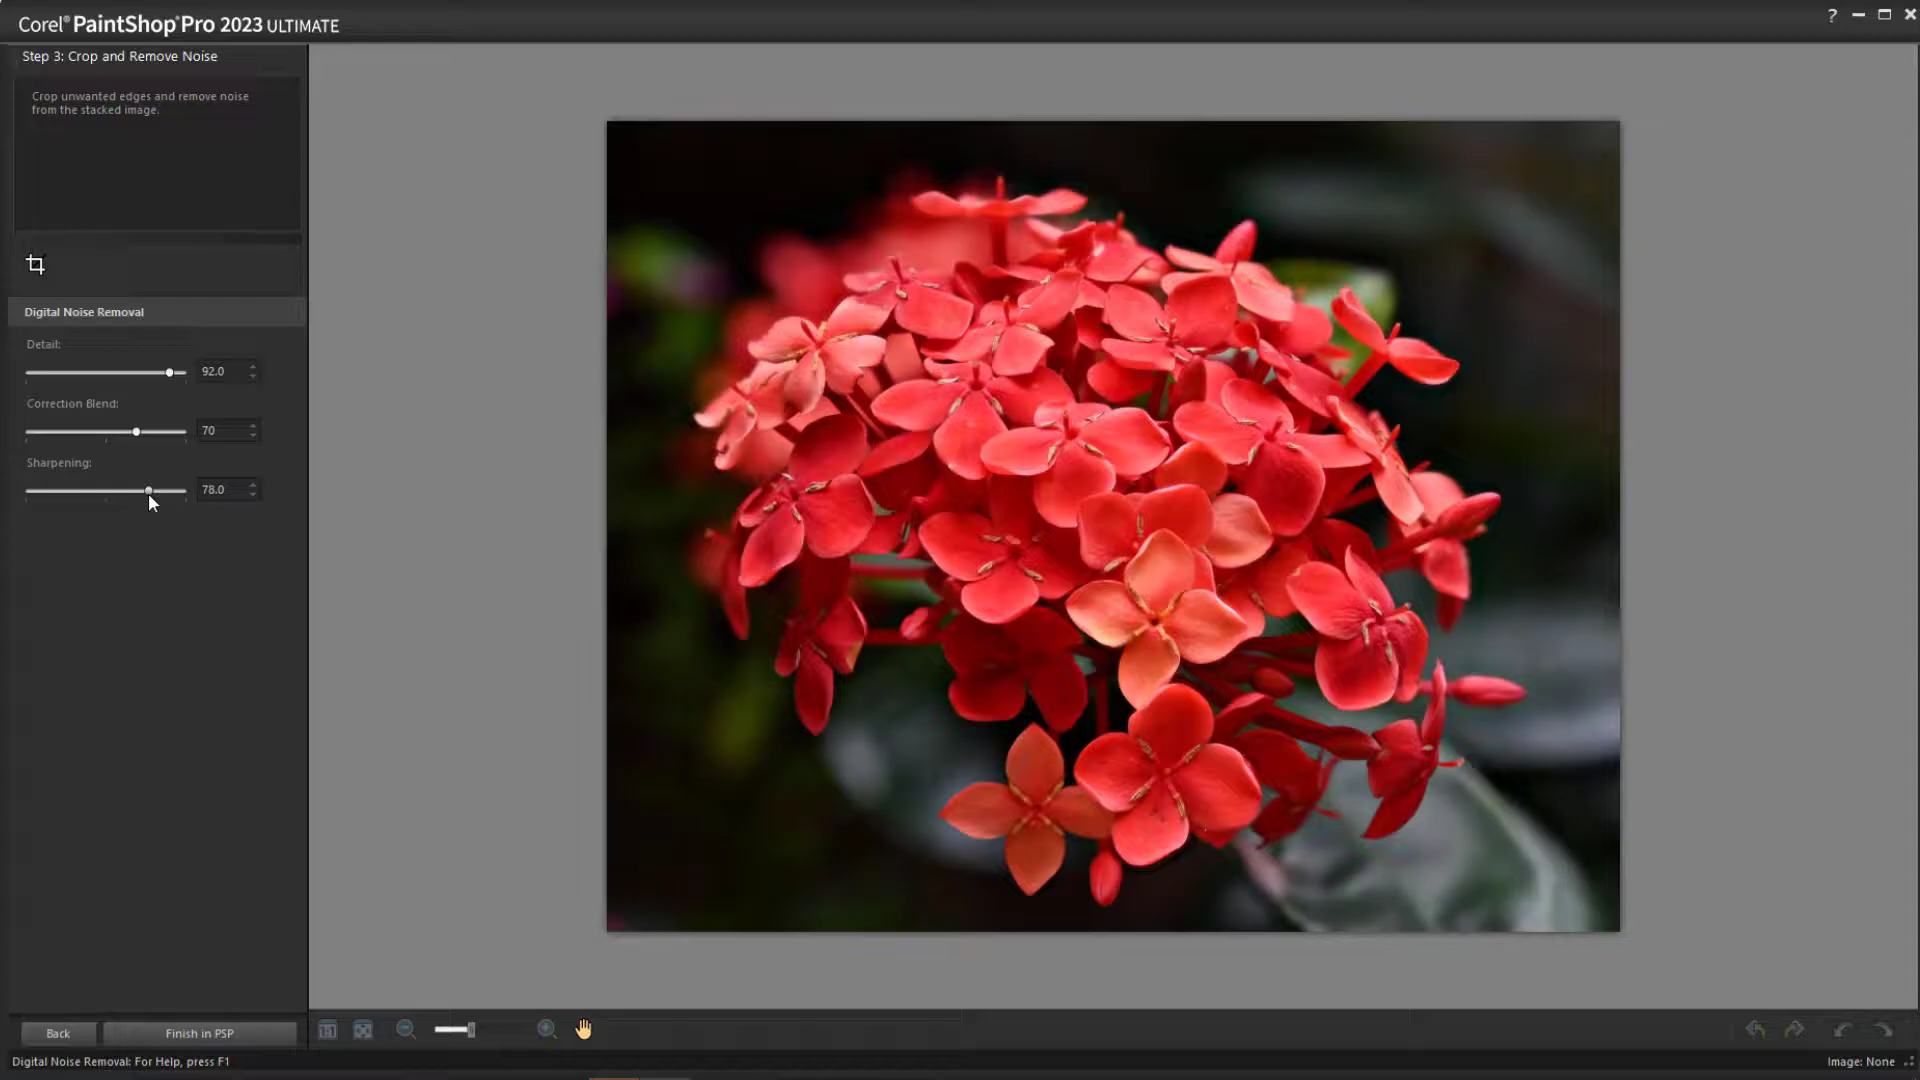 Corel® PaintShop® Pro 2023 ULTIMATE
?
Step 3: Crop and Remove Noise
Crop unwanted edges and remove noise
from the stacked image.
Digital Noise Removal
Detail:
92.0
Correction Blend:
70
Sharpening:
78.0
Back
Finish in PSP
1:1
Digital Noise Removal: For Help, press F1
Image: None